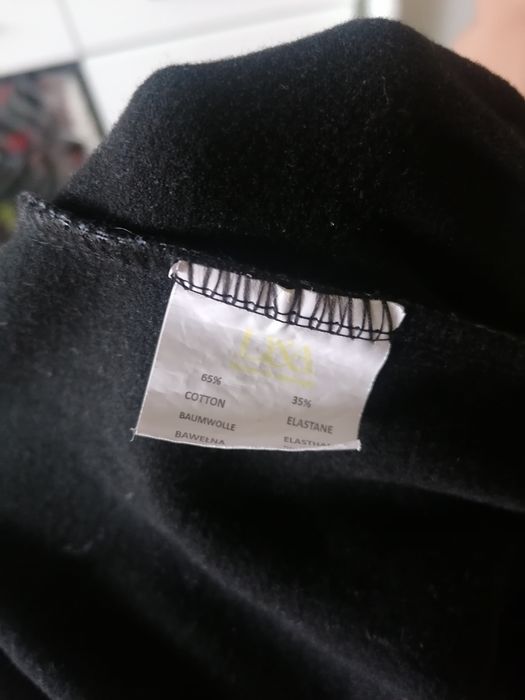 65%
COTTON
BAUMWOLLE
BAWEŁNA
35%
ELASTANE